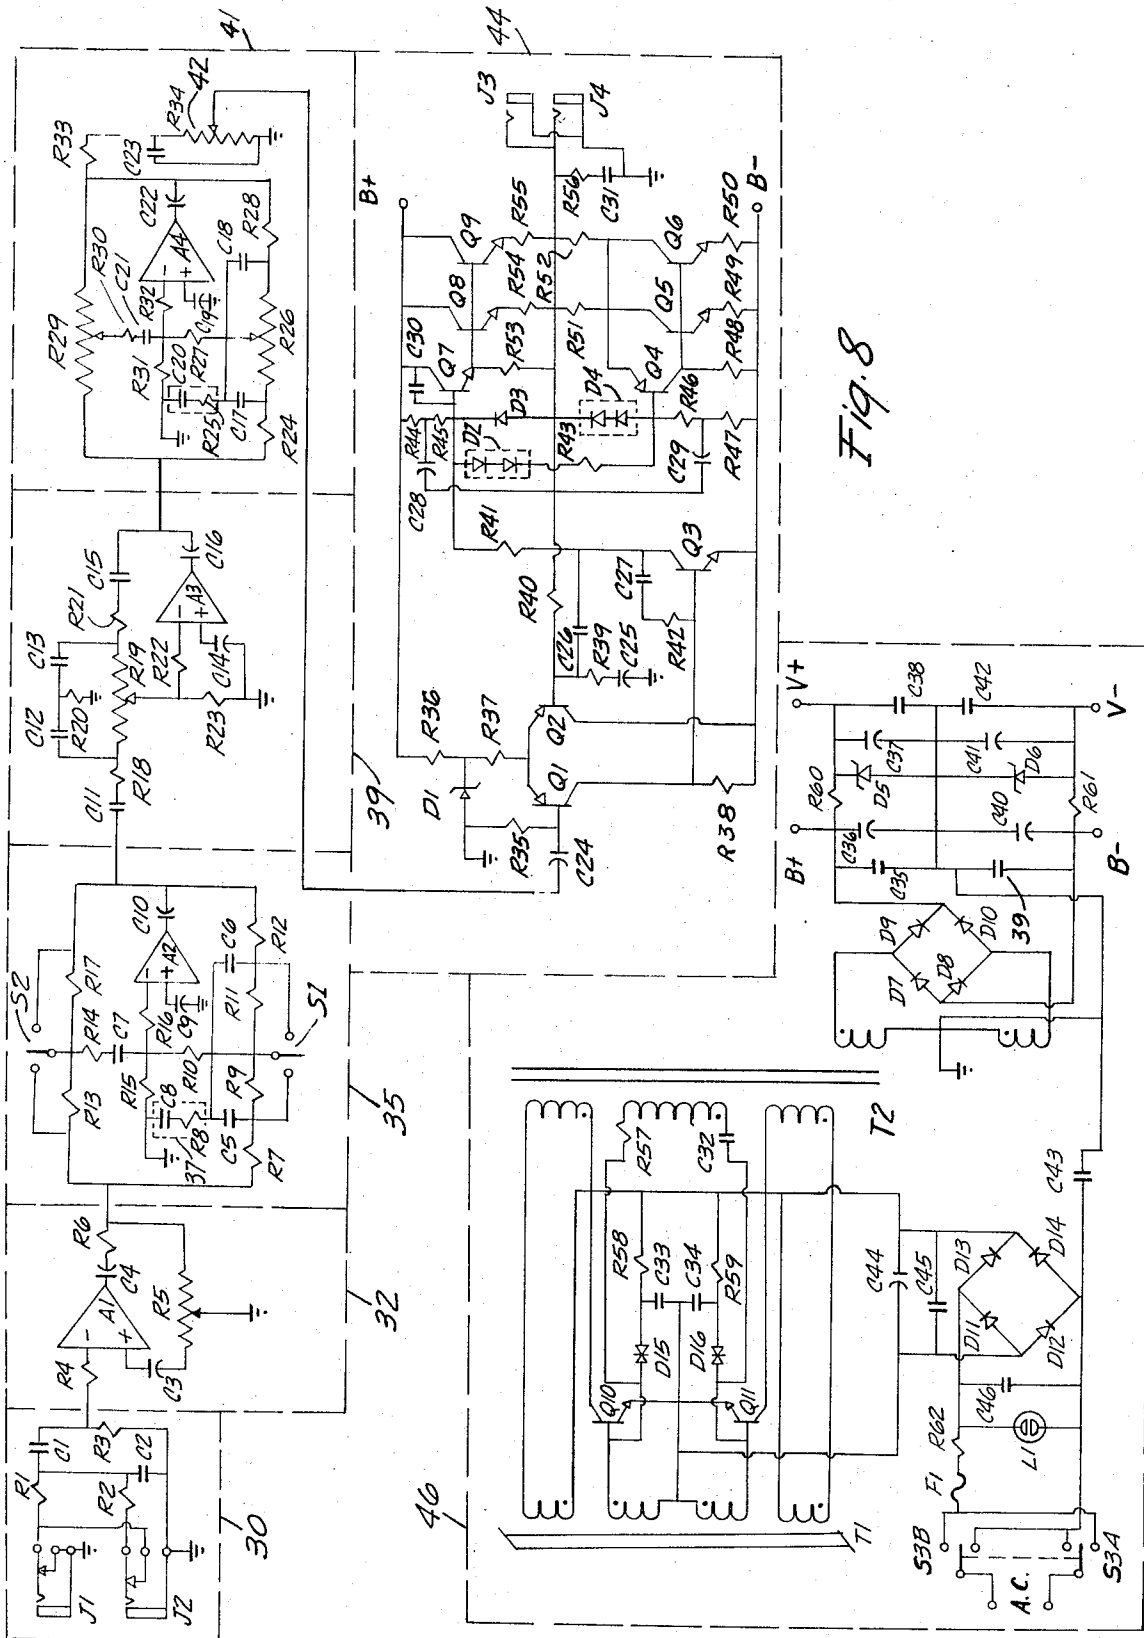 J1
J2
R1
R2
C1
R3
C2
30
R4
A1
-
+
C3
C4
R5
R6
32
S2
R13
R14
C7
R17
R15
C8
37
R8
R10
R16
C9
A2
-
+
C10
C5
R7
R9
R11
C6
R12
S1
35
C11
R18
C12
R20
C13
R19
R21
C15
R22
R23
C14
A3
-
+
C16
39
R29
R30
C21
R31
C20
R27
R25
R32
C19
A4
-
+
C22
C17
R24
R26
C18
R28
R33
C23
R34
42
41
B+
R36
D1
R37
R35
C24
Q1
Q2
R38
R40
C26
R39
C25
R42
C27
Q3
R41
C28
R44
R45
D2
D3
R43
D4
C29
R46
R47
C30
Q7
Q8
Q9
R53
R54
R55
R51
R52
Q4
Q5
Q6
R48
R49
R50
B-
R56
C31
J3
J4
44
Fig. 8
46
T1
T2
Q10
Q11
D15
D16
C33
C34
R58
R59
R57
C32
C44
C45
D11
D12
D13
D14
C43
C46
R62
F1
L1
S3B
S3A
A.C.
D7
D8
D9
D10
39
C35
C36
B+
B-
R60
R61
D5
D6
C37
C38
C40
C41
C42
V+
V-